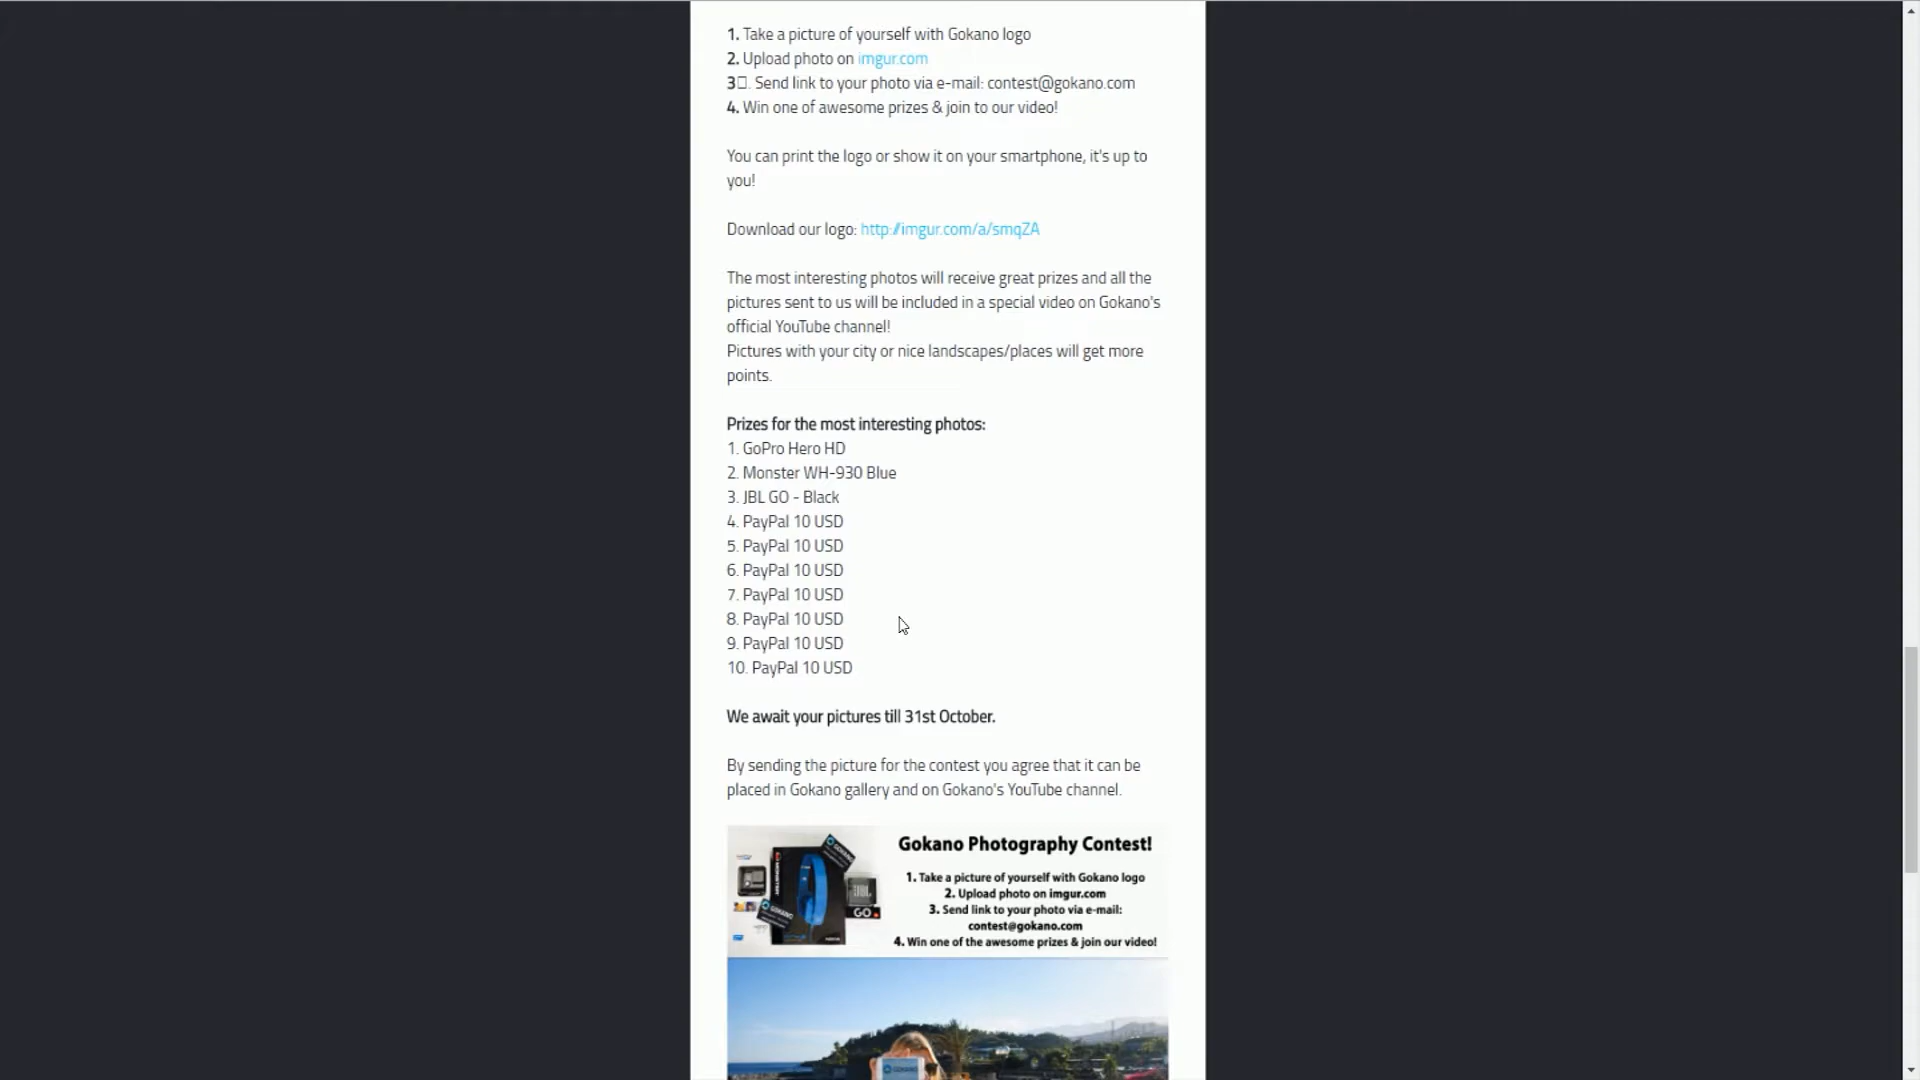 1. Take a picture of yourself with Gokano logo
2. Upload photo on imgur.com
3▯. Send link to your photo via e-mail: contest@gokano.com
4. Win one of awesome prizes & join to our video!
You can print the logo or show it on your smartphone, it's up to
you!
Download our logo: http://imgur.com/a/smqZA
The most interesting photos will receive great prizes and all the
pictures sent to us will be included in a special video on Gokano's
official YouTube channel!
Pictures with your city or nice landscapes/places will get more
points.
Prizes for the most interesting photos:
1. GoPro Hero HD
2. Monster WH-930 Blue
3. JBL GO - Black
4. PayPal 10 USD
5. PayPal 10 USD
6. PayPal 10 USD
7. PayPal 10 USD
8. PayPal 10 USD
9. PayPal 10 USD
10. PayPal 10 USD
We await your pictures till 31st October.
By sending the picture for the contest you agree that it can be
placed in Gokano gallery and on Gokano's YouTube channel.
Gokano Photography Contest!
1. Take a picture of yourself with Gokano logo
2. Upload photo on imgur.com
3. Send link to your photo via e-mail:
contest@gokano.com
4. Win one of the awesome prizes & join our video!
GOKANO
MONSTER
JBL
GO
GOKANO
GOKANO